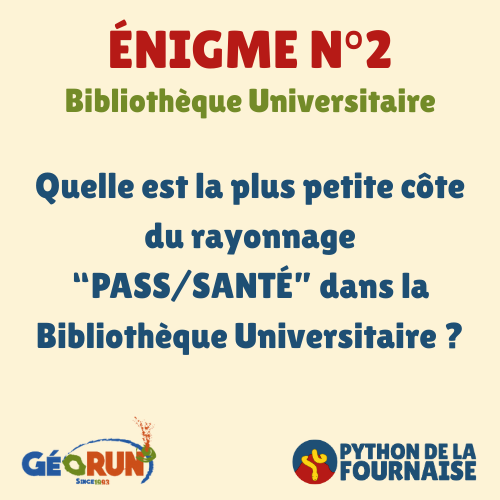 ÉNIGME N°2
Bibliothèque Universitaire
Quelle est la plus petite côte
du rayonnage
“PASS/SANTÉ” dans la
Bibliothèque Universitaire ?
GÉORUN
SINCE1993
PYTHON DE LA
FOURNAISE